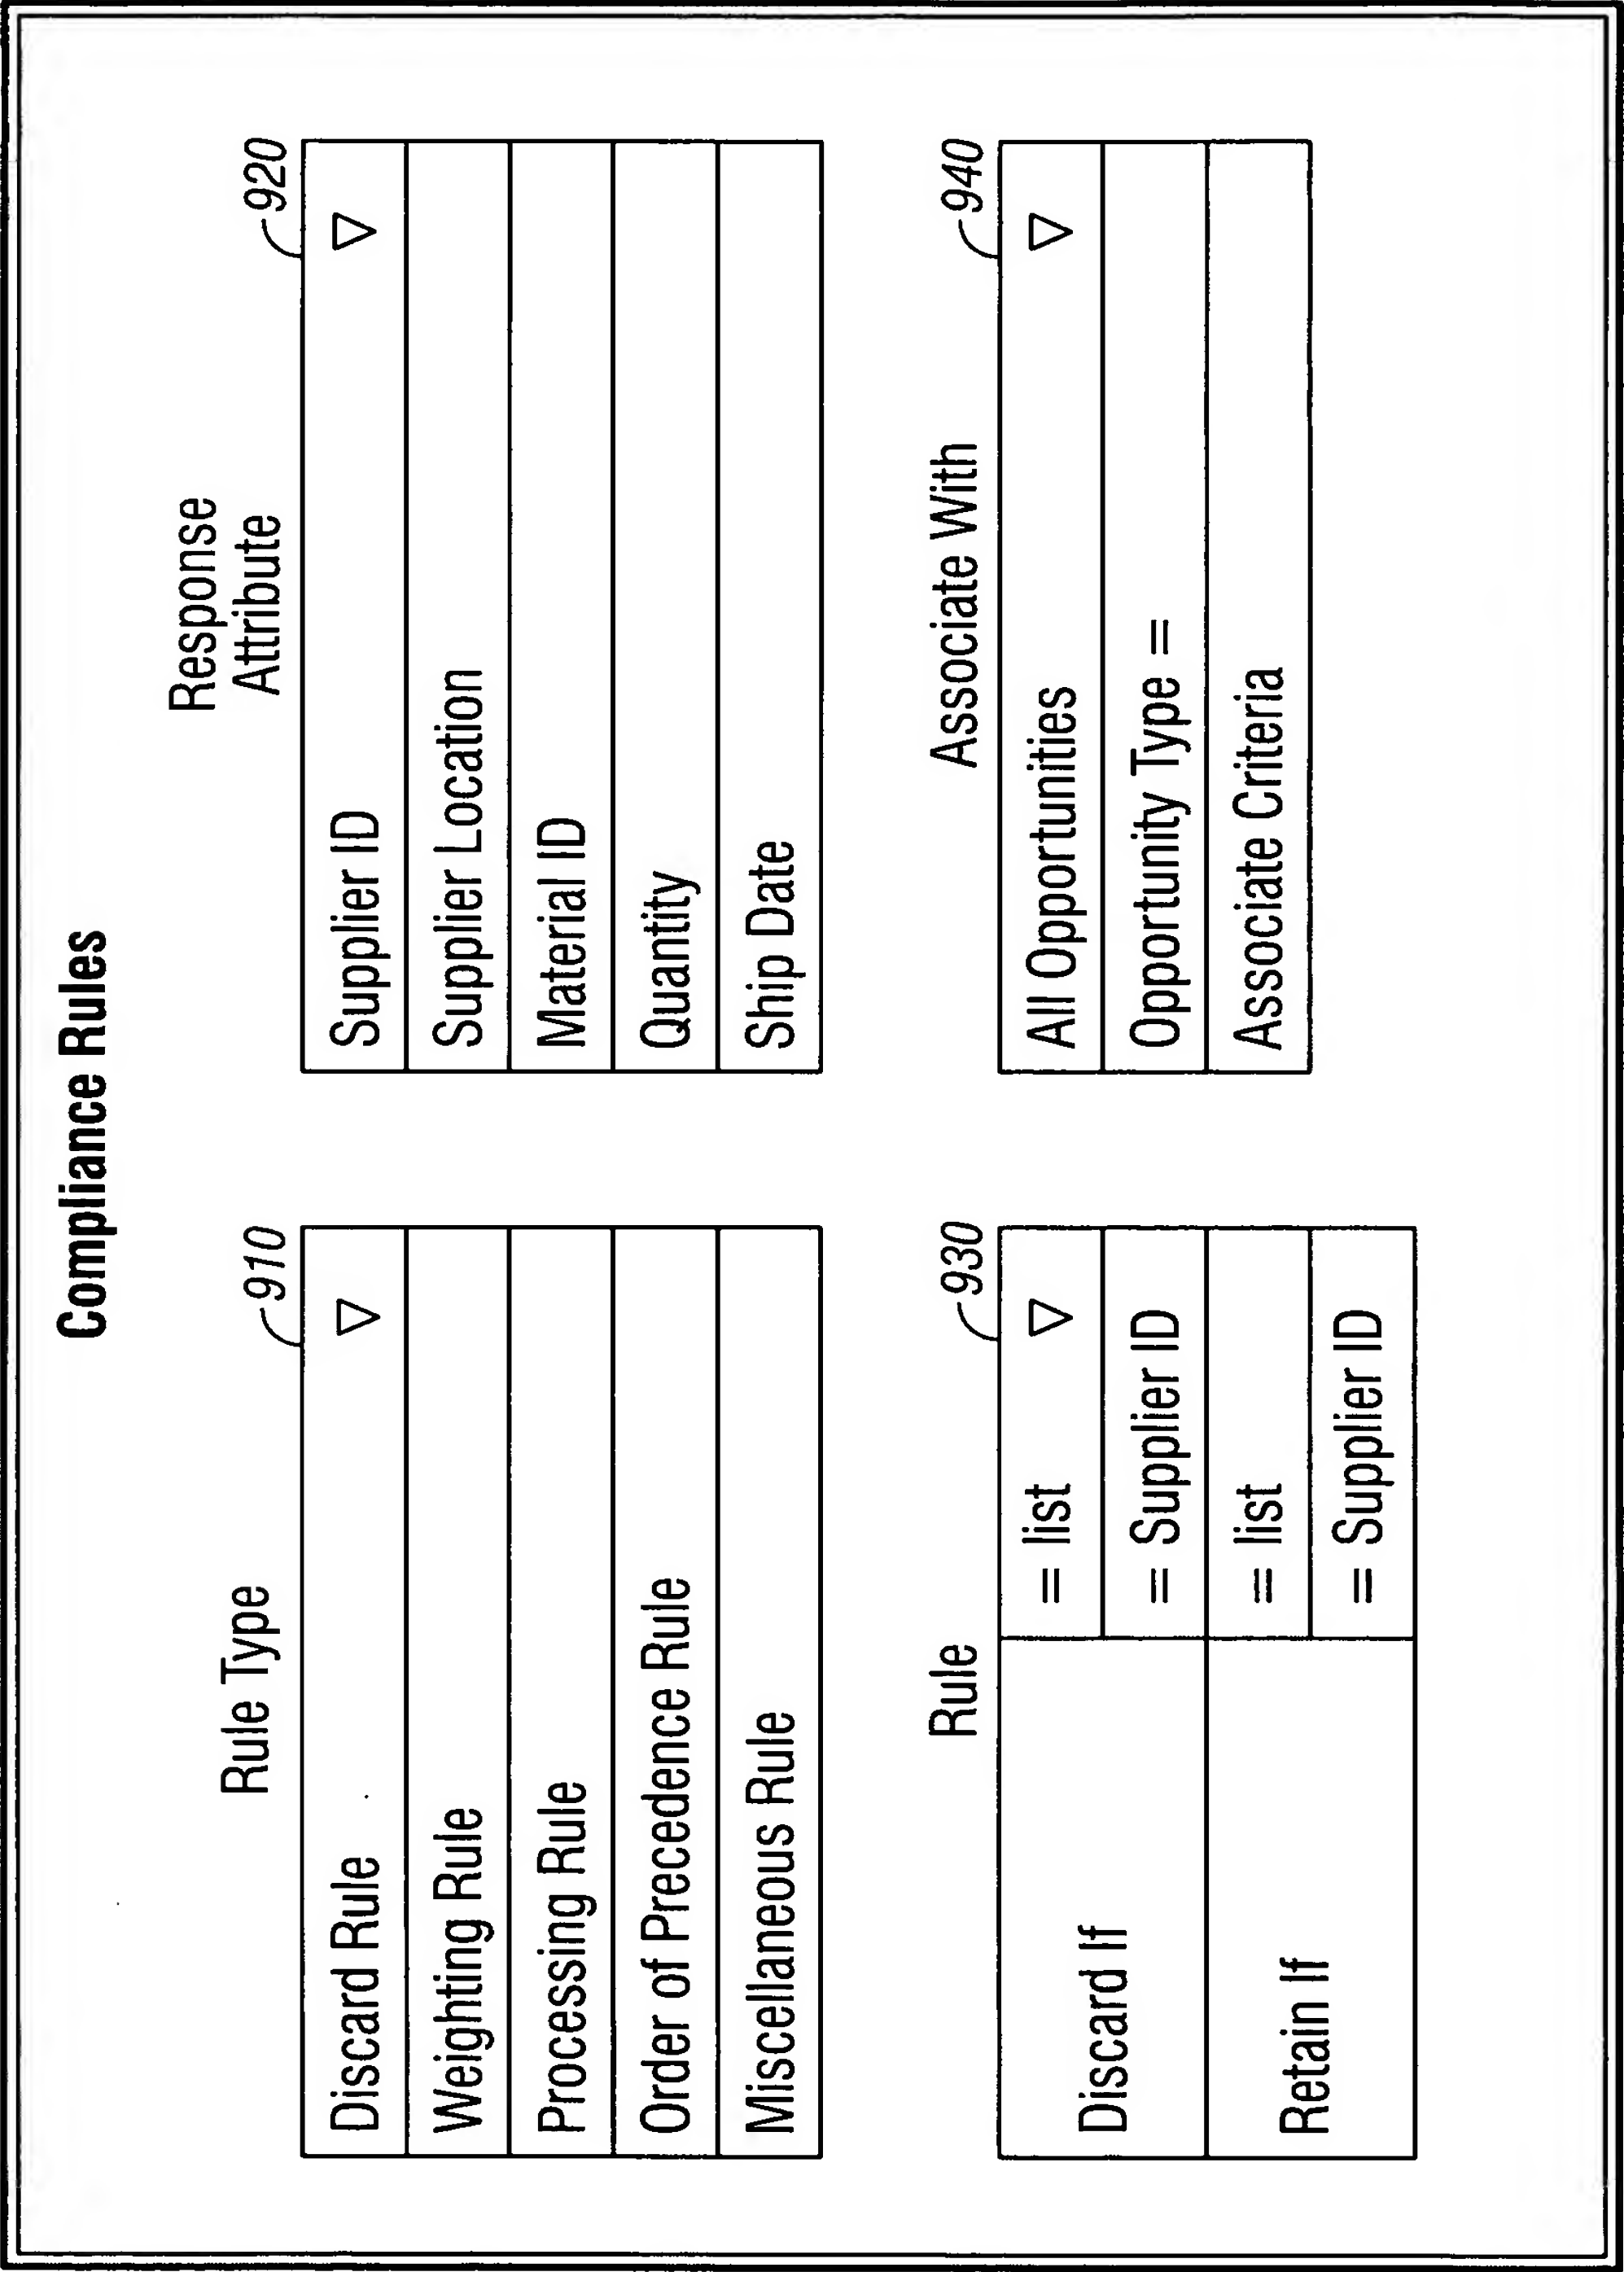 Compliance Rules
Rule Type
910
Discard Rule
Weighting Rule
Processing Rule
Order of Precedence Rule
Miscellaneous Rule
Response
Attribute
920
Supplier ID
Supplier Location
Material ID
Quantity
Ship Date
Rule
930
Discard If
= list
= Supplier ID
Retain If
= list
= Supplier ID
Associate With
940
All Opportunities
Opportunity Type =
Associate Criteria